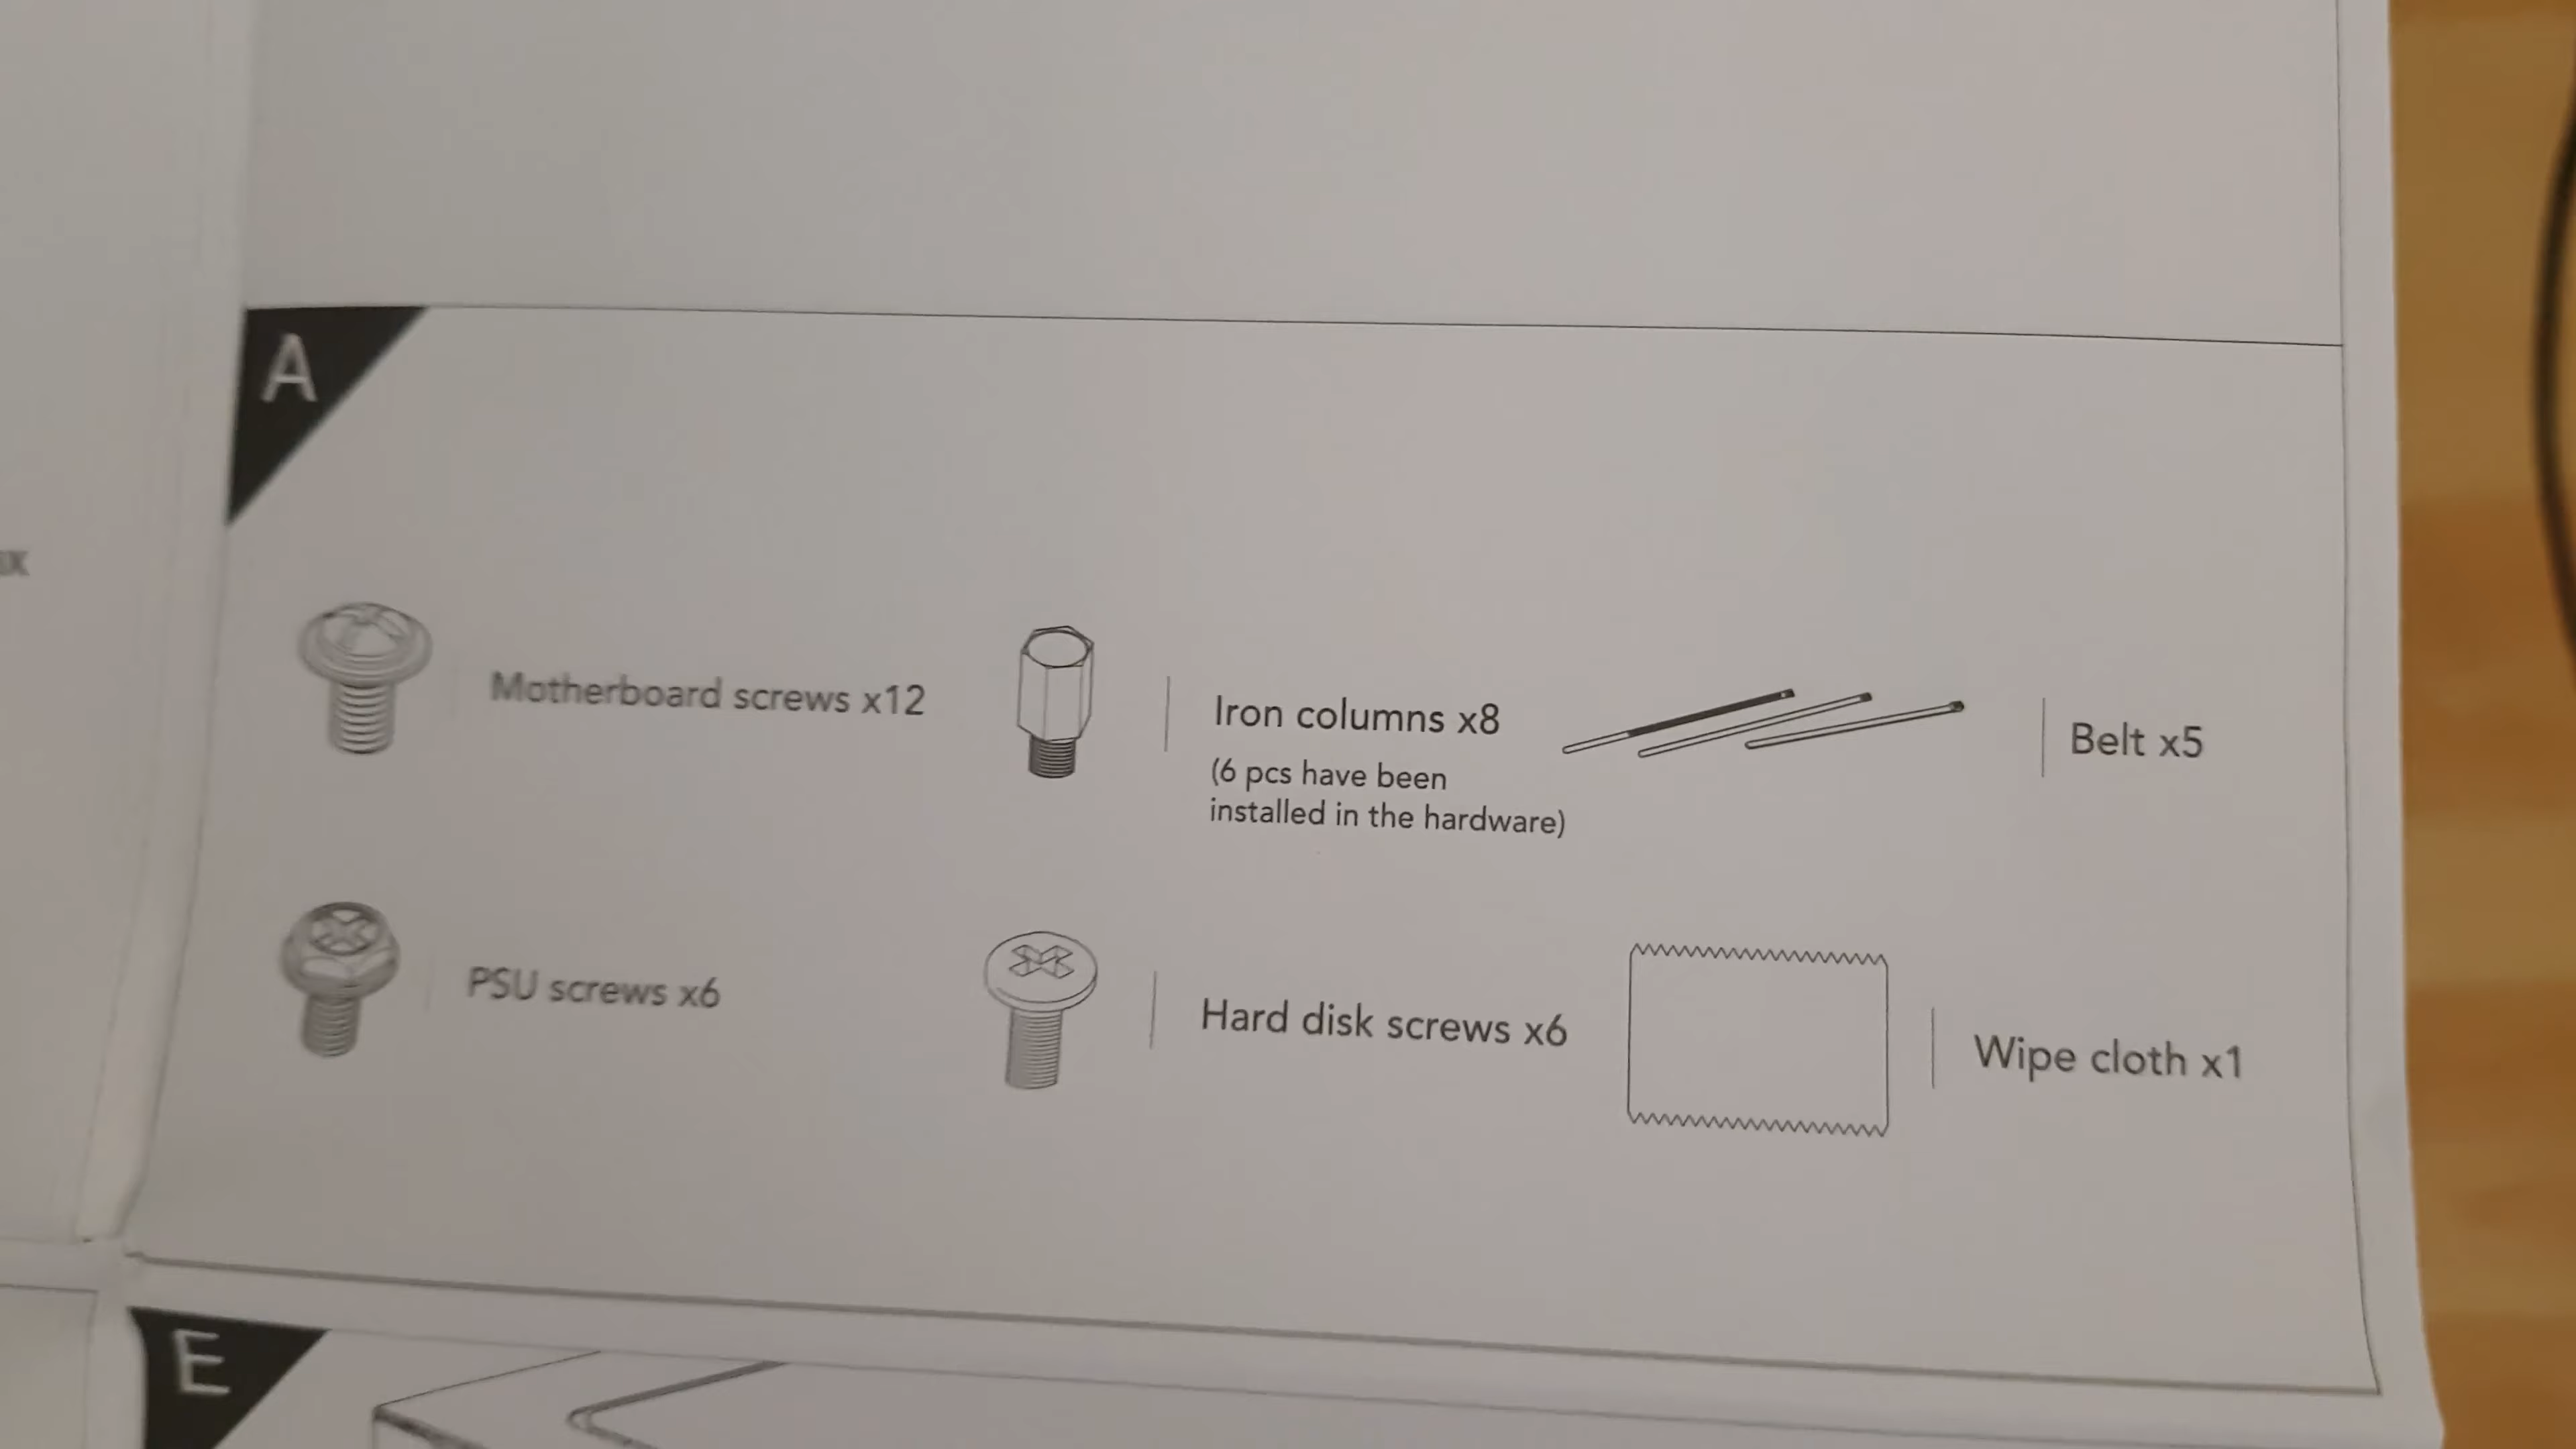 A
Motherboard screws x12
Iron columns x8
(6 pcs have been
installed in the hardware)
Belt x5
PSU screws x6
Hard disk screws x6
Wipe cloth x1
E